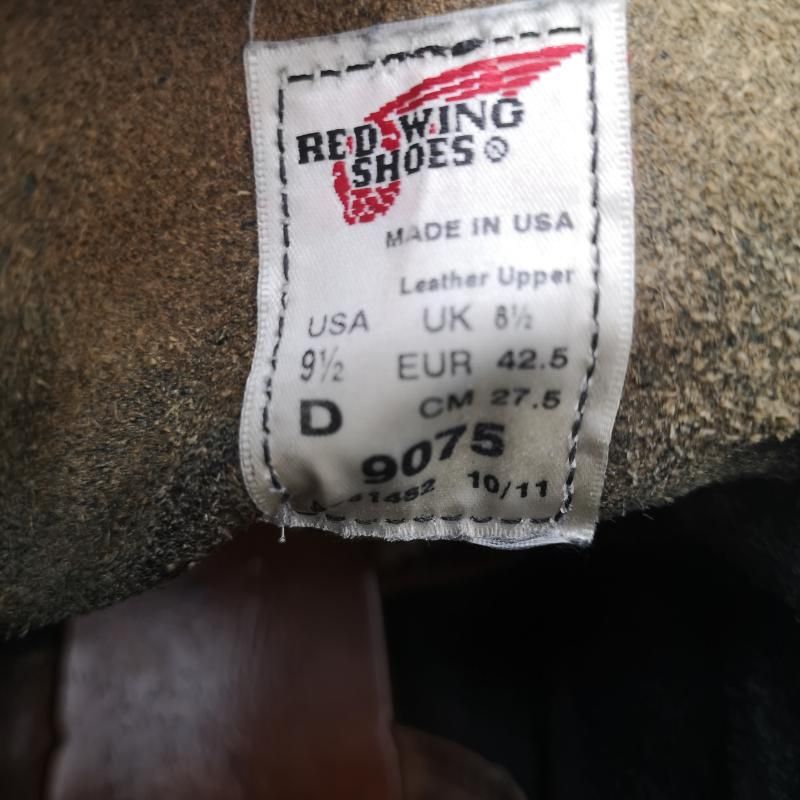 RED WING
SHOES
MADE IN USA
Leather Upper
USA UK 8½
9½ EUR 42.5
D CM 27.5
9075
10/11